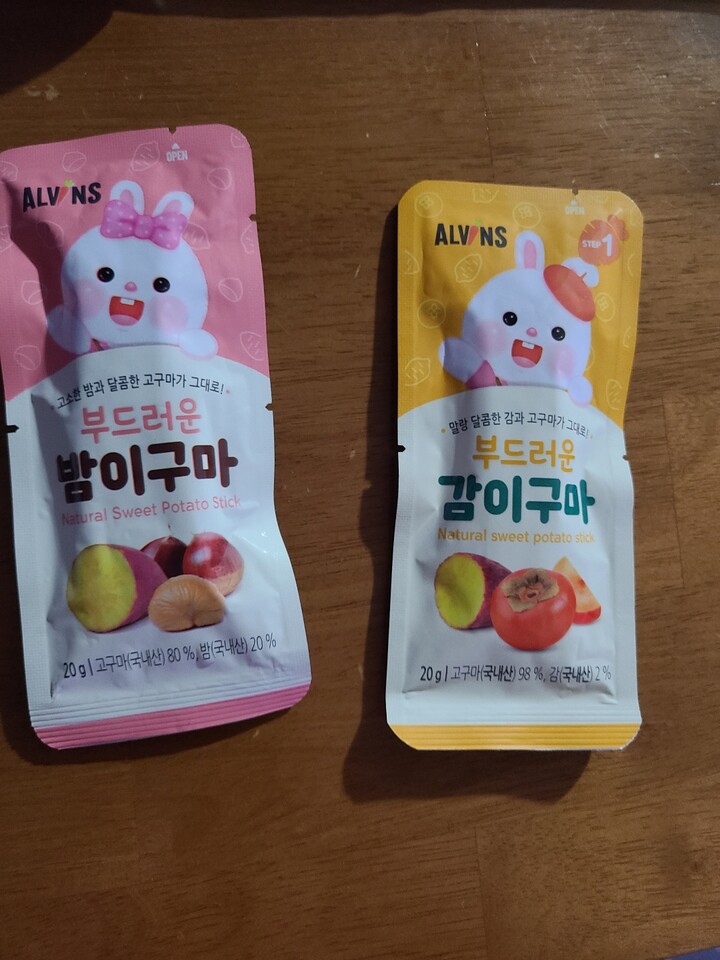 OPEN
ALVINS
고소한 밤과 달콤한 고구마가 그대로!
부드러운
밤이구마
Natural Sweet Potato Stick
20 g | 고구마(국내산) 80 %, 밤(국내산) 20 %
OPEN
ALVINS
STEP 1
말랑 달콤한 감과 고구마가 그대로!
부드러운
감이구마
Natural sweet potato stick
20 g | 고구마(국내산) 98 %, 감(국내산) 2 %